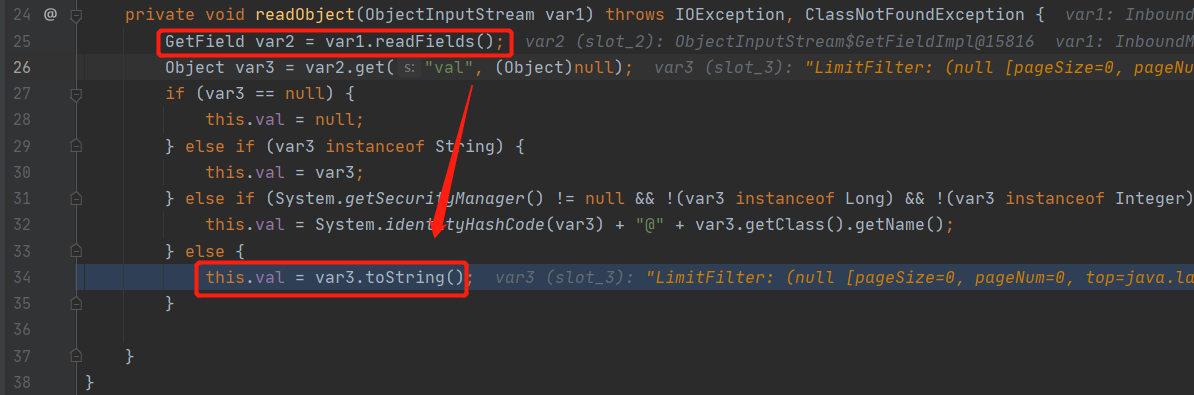 24 @ private void readObject(ObjectInputStream var1) throws IOException, ClassNotFoundException { var1: Inbound
25 GetField var2 = var1.readFields(); var2 (slot_2): ObjectInputStream$GetFieldImpl@15816 var1: InboundM
26 Object var3 = var2.get( s: "val", (Object)null); var3 (slot_3): "LimitFilter: (null [pageSize=0, pageNu
27 if (var3 == null) {
28 this.val = null;
29 } else if (var3 instanceof String) {
30 this.val = var3;
31 } else if (System.getSecurityManager() != null && !(var3 instanceof Long) && !(var3 instanceof Integer)
32 this.val = System.identityHashCode(var3) + "@" + var3.getClass().getName();
33 } else {
34 this.val = var3.toString(); var3 (slot_3): "LimitFilter: (null [pageSize=0, pageNum=0, top=java.la
35 }
36
37 }
38 }